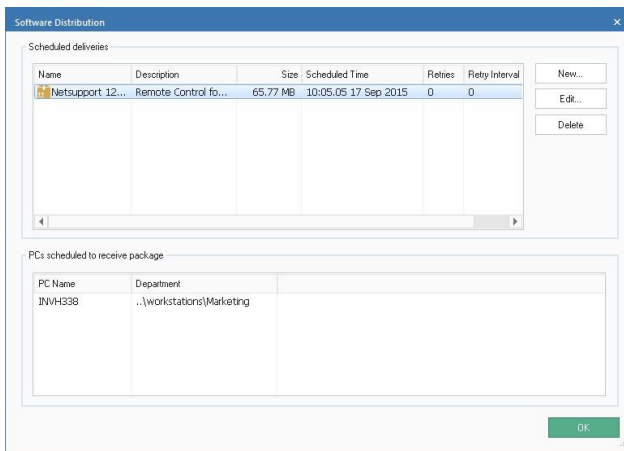 Software Distribution
Scheduled deliveries
Name Description Size Scheduled Time Retries Retry Interval
Netsupport 12... Remote Control fo... 65.77 MB 10:05.05 17 Sep 2015 0 0
New...
Edit...
Delete
PCs scheduled to receive package
PC Name Department
INVH338 ..\workstations\Marketing
OK